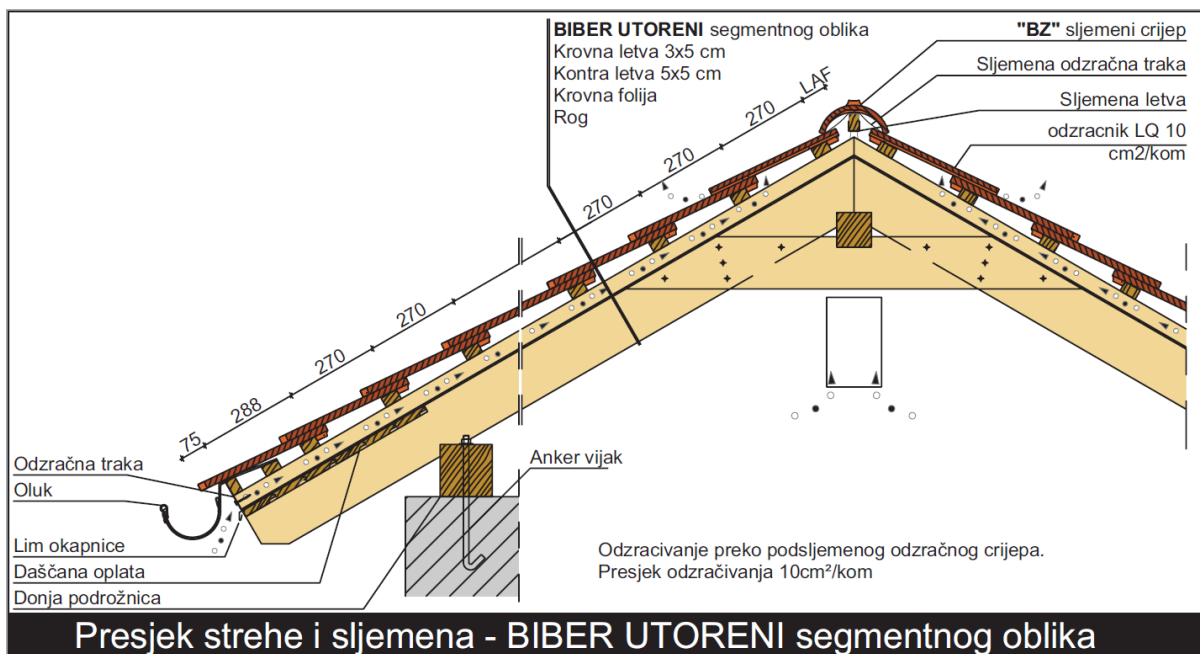 BIBER UTORENI segmentnog oblika
Krovna letva 3x5 cm
Kontra letva 5x5 cm
Krovna folija
Rog
"BZ" sljemeni crijep
Sljemena odzračna traka
Sljemena letva
odzracnik LQ 10
cm2/kom
LAF
270
270
270
270
270
288
75
Odzračna traka
Oluk
Lim okapnice
Daščana oplata
Donja podrožnica
Anker vijak
Odzracivanje preko podsljemenog odzračnog crijepa.
Presjek odzračivanja 10cm²/kom
Presjek strehe i sljemena - BIBER UTORENI segmentnog oblika